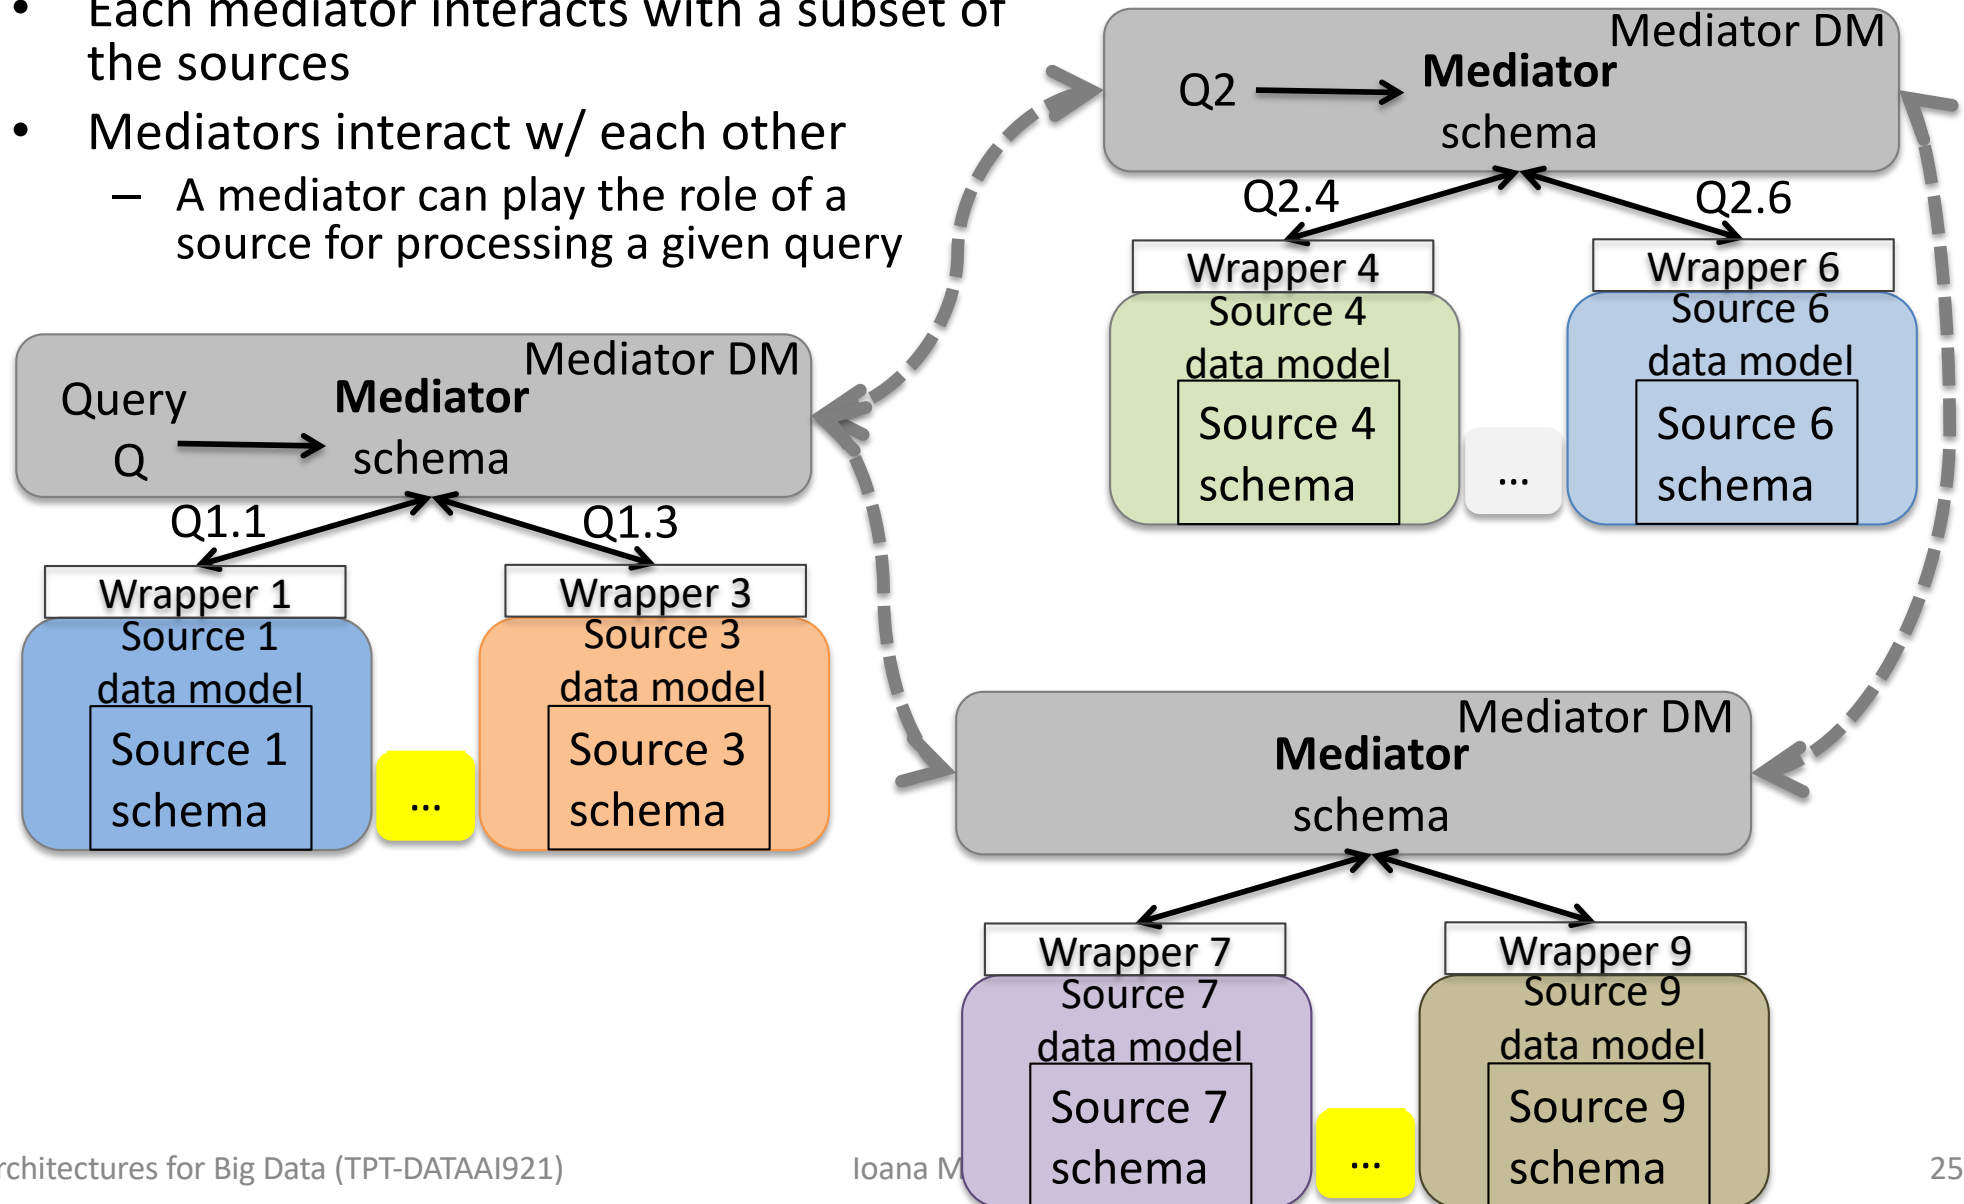 • Each mediator interacts with a subset of
the sources
• Mediators interact w/ each other
– A mediator can play the role of a
source for processing a given query
Mediator DM
Q2
Mediator
schema
Q2.4
Q2.6
Wrapper 4
Source 4
data model
Source 4
schema
...
Wrapper 6
Source 6
data model
Source 6
schema
Mediator DM
Query
Q
Mediator
schema
Q1.1
Q1.3
Wrapper 1
Source 1
data model
Source 1
schema
...
Wrapper 3
Source 3
data model
Source 3
schema
Mediator DM
Mediator
schema
Wrapper 7
Source 7
data model
Source 7
schema
...
Wrapper 9
Source 9
data model
Source 9
schema
rchitectures for Big Data (TPT-DATAAI921)
Ioana M
25